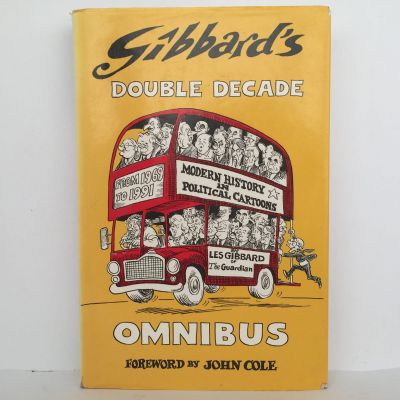 Gibbard's
DOUBLE DECADE
FROM 1969
TO 1991
MODERN HISTORY
IN
POLITICAL CARTOONS
BY
LES GIBBARD
OF
The Guardian
OMNIBUS
FOREWORD BY JOHN COLE